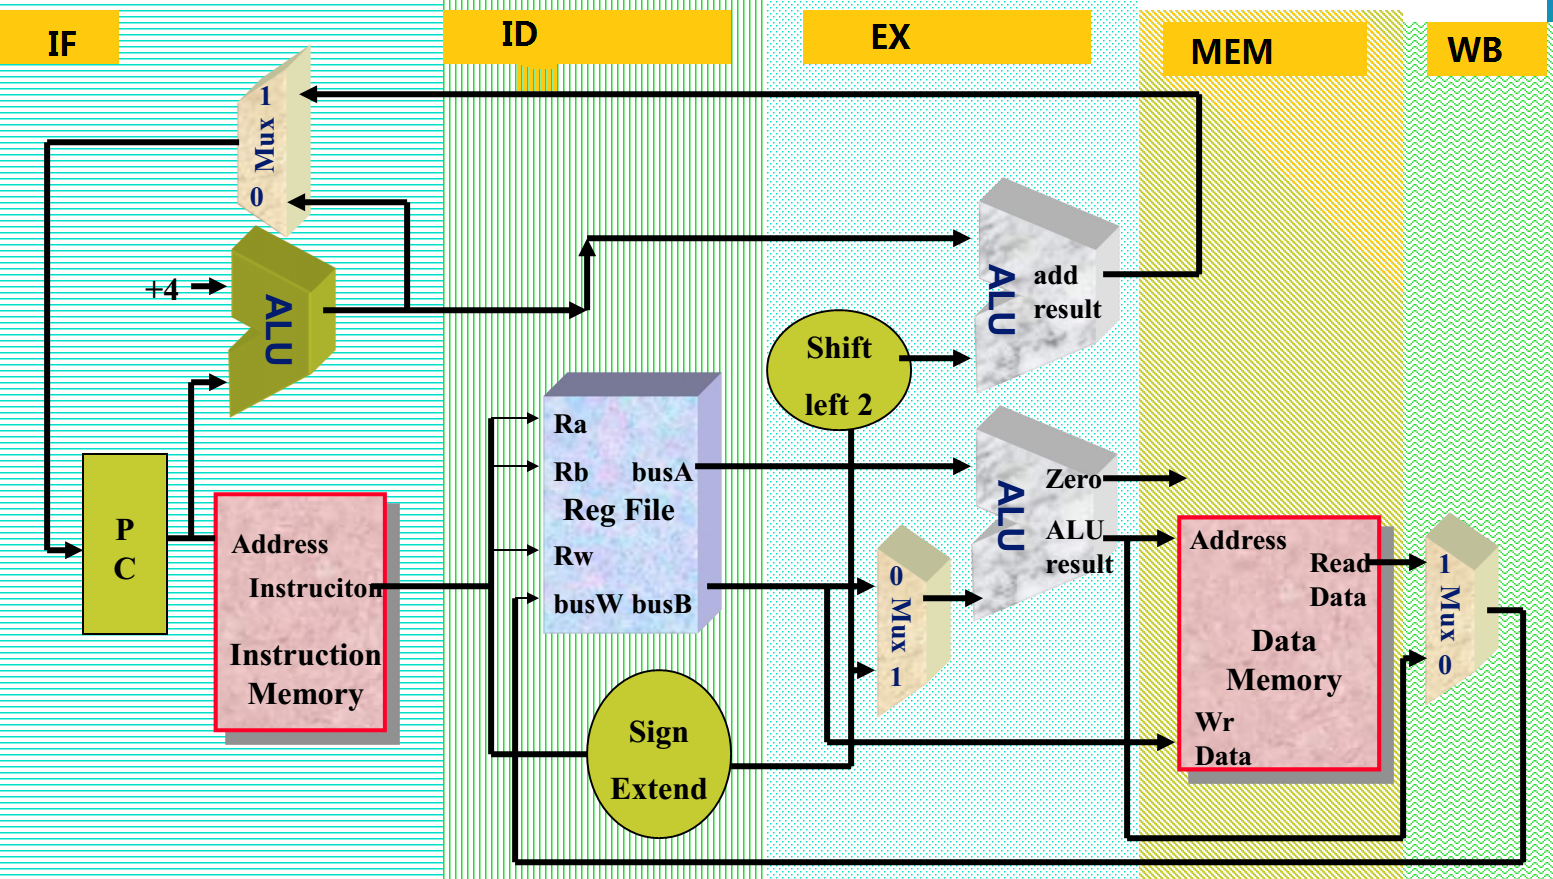 IF
ID
EX
MEM
WB
1
Mux
0
+4
ALU
P
C
Address
Instruciton
Instruction
Memory
Ra
Rb
busA
Reg File
Rw
busW busB
Sign
Extend
Shift
left 2
ALU
add
result
ALU
Zero
ALU
result
0
Mux
1
Address
Read
Data
Data
Memory
Wr
Data
1
Mux
0